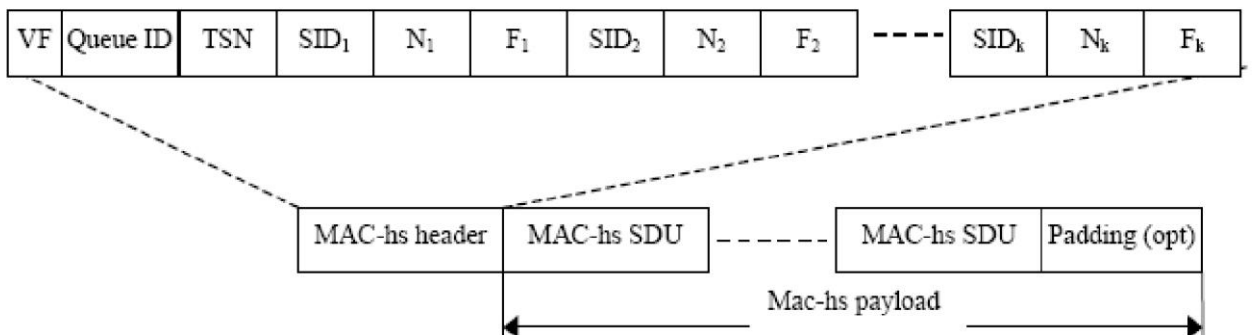 VF Queue ID TSN SID₁ N₁ F₁ SID₂ N₂ F₂ SIDₖ Nₖ Fₖ
MAC-hs header MAC-hs SDU MAC-hs SDU Padding (opt)
Mac-hs payload